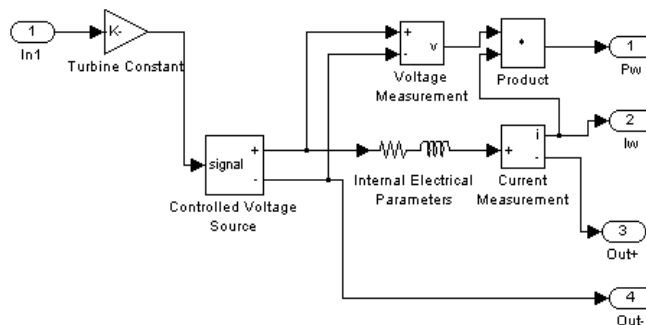 1
In1
K-
Turbine Constant
signal
+
-
Controlled Voltage
Source
+
-
v
Voltage
Measurement
Product
1
Pw
Internal Electrical
Parameters
+
i
-
Current
Measurement
2
Iw
3
Out+
4
Out-